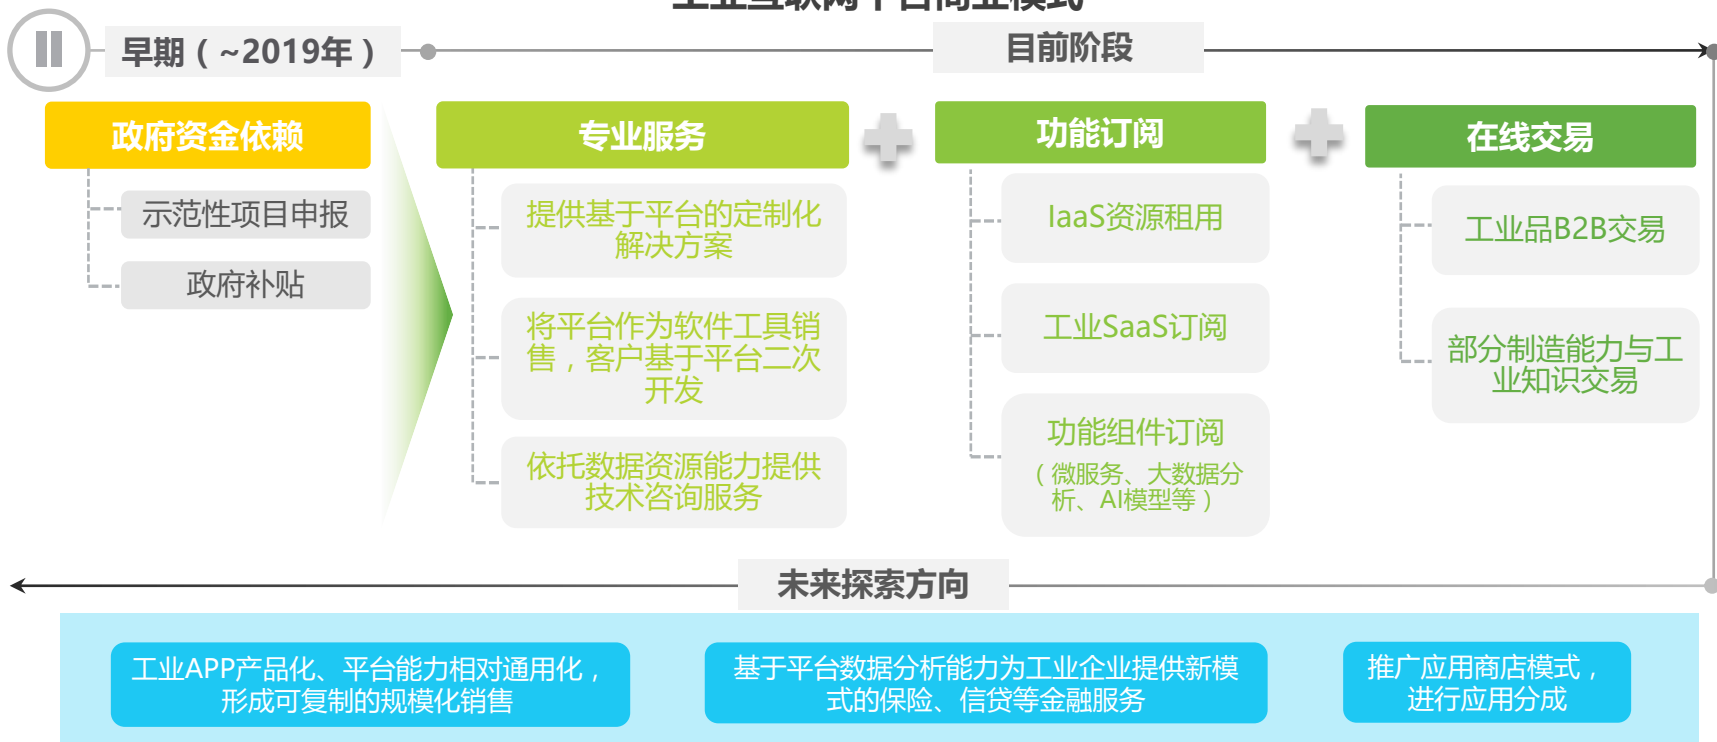 工业互联网平台商业模式
早期（~2019年）
目前阶段
政府资金依赖
示范性项目申报
政府补贴
专业服务
提供基于平台的定制化
解决方案
将平台作为软件工具销
售，客户基于平台二次
开发
依托数据资源能力提供
技术咨询服务
功能订阅
IaaS资源租用
工业SaaS订阅
功能组件订阅
（微服务、大数据分
析、AI模型等）
在线交易
工业品B2B交易
部分制造能力与工
业知识交易
未来探索方向
工业APP产品化、平台能力相对通用化，
形成可复制的规模化销售
基于平台数据分析能力为工业企业提供新模
式的保险、信贷等金融服务
推广应用商店模式，
进行应用分成